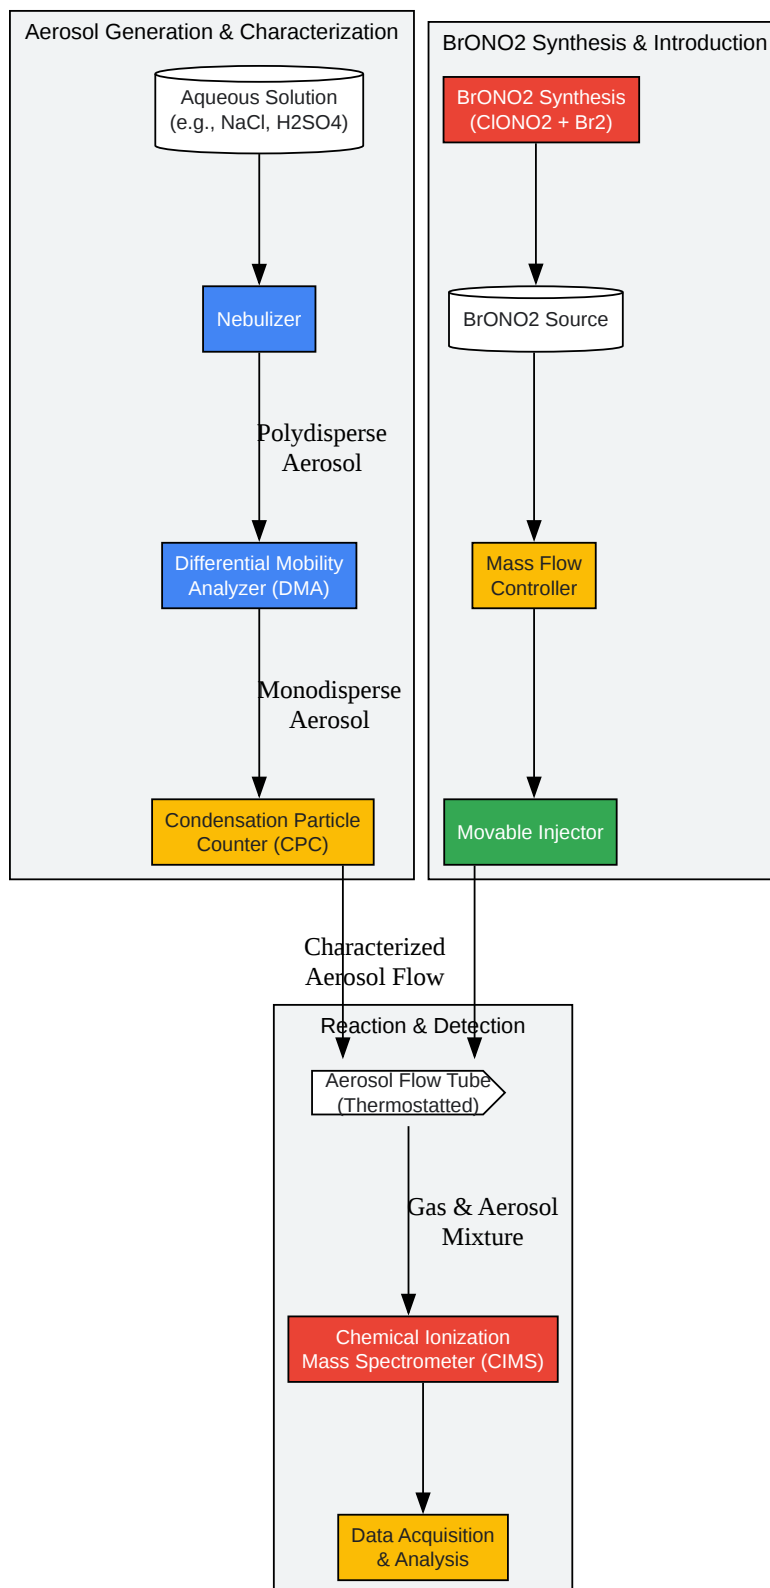 Aerosol Generation & Characterization
Aqueous Solution
(e.g., NaCl, H2SO4)
Nebulizer
Polydisperse
Aerosol
Differential Mobility
Analyzer (DMA)
Monodisperse
Aerosol
Condensation Particle
Counter (CPC)
BrONO2 Synthesis & Introduction
BrONO2 Synthesis
(ClONO2 + Br2)
BrONO2 Source
Mass Flow
Controller
Movable Injector
Characterized
Aerosol Flow
Reaction & Detection
Aerosol Flow Tube
(Thermostatted)
Gas & Aerosol
Mixture
Chemical Ionization
Mass Spectrometer (CIMS)
Data Acquisition
& Analysis